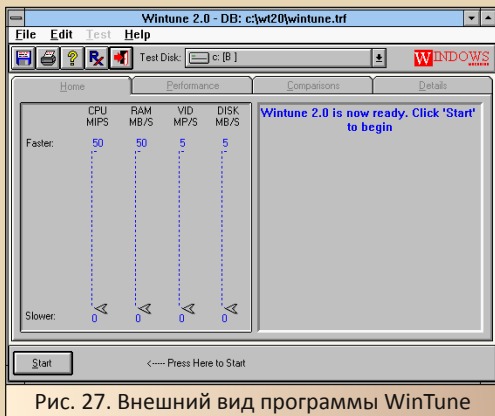 Wintune 2.0 - DB: c:\wt20\wintune.trf
File Edit Test Help
Test Disk: c: [B ] WINDOWS MAGAZINE
Home Performance Comparisons Details
CPU RAM VID DISK
MIPS MB/S MP/S MB/S
Faster: 50 50 5 5
Slower: 0 0 0 0
Wintune 2.0 is now ready. Click 'Start'
to begin
Start <---- Press Here to Start
Рис. 27. Внешний вид программы WinTune